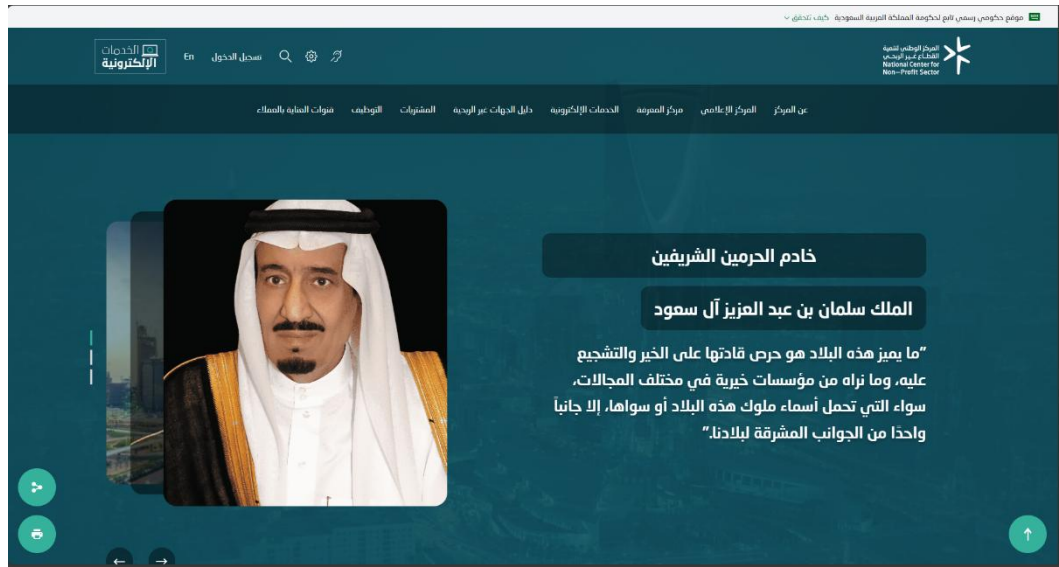 موقع حكومي رسمي تابع لحكومة المملكة العربية السعودية كيف تتحقق
المركز الوطني لتنمية
القطاع غير الربحي
National Center for
Non-Profit Sector
تسجيل الدخول
En
الخدمات
الإلكترونية
عن المركز المركز الإعلامي مركز المعرفة الخدمات الإلكترونية دليل الجهات غير الربحية المشتريات التوظيف قنوات العناية بالعملاء
خادم الحرمين الشريفين
الملك سلمان بن عبد العزيز آل سعود
"ما يميز هذه البلاد هو حرص قادتها على الخير والتشجيع
عليه، وما نراه من مؤسسات خيرية في مختلف المجالات،
سواء التي تحمل أسماء ملوك هذه البلاد أو سواها، إلا جانباً
واحدًا من الجوانب المشرقة لبلادنا."